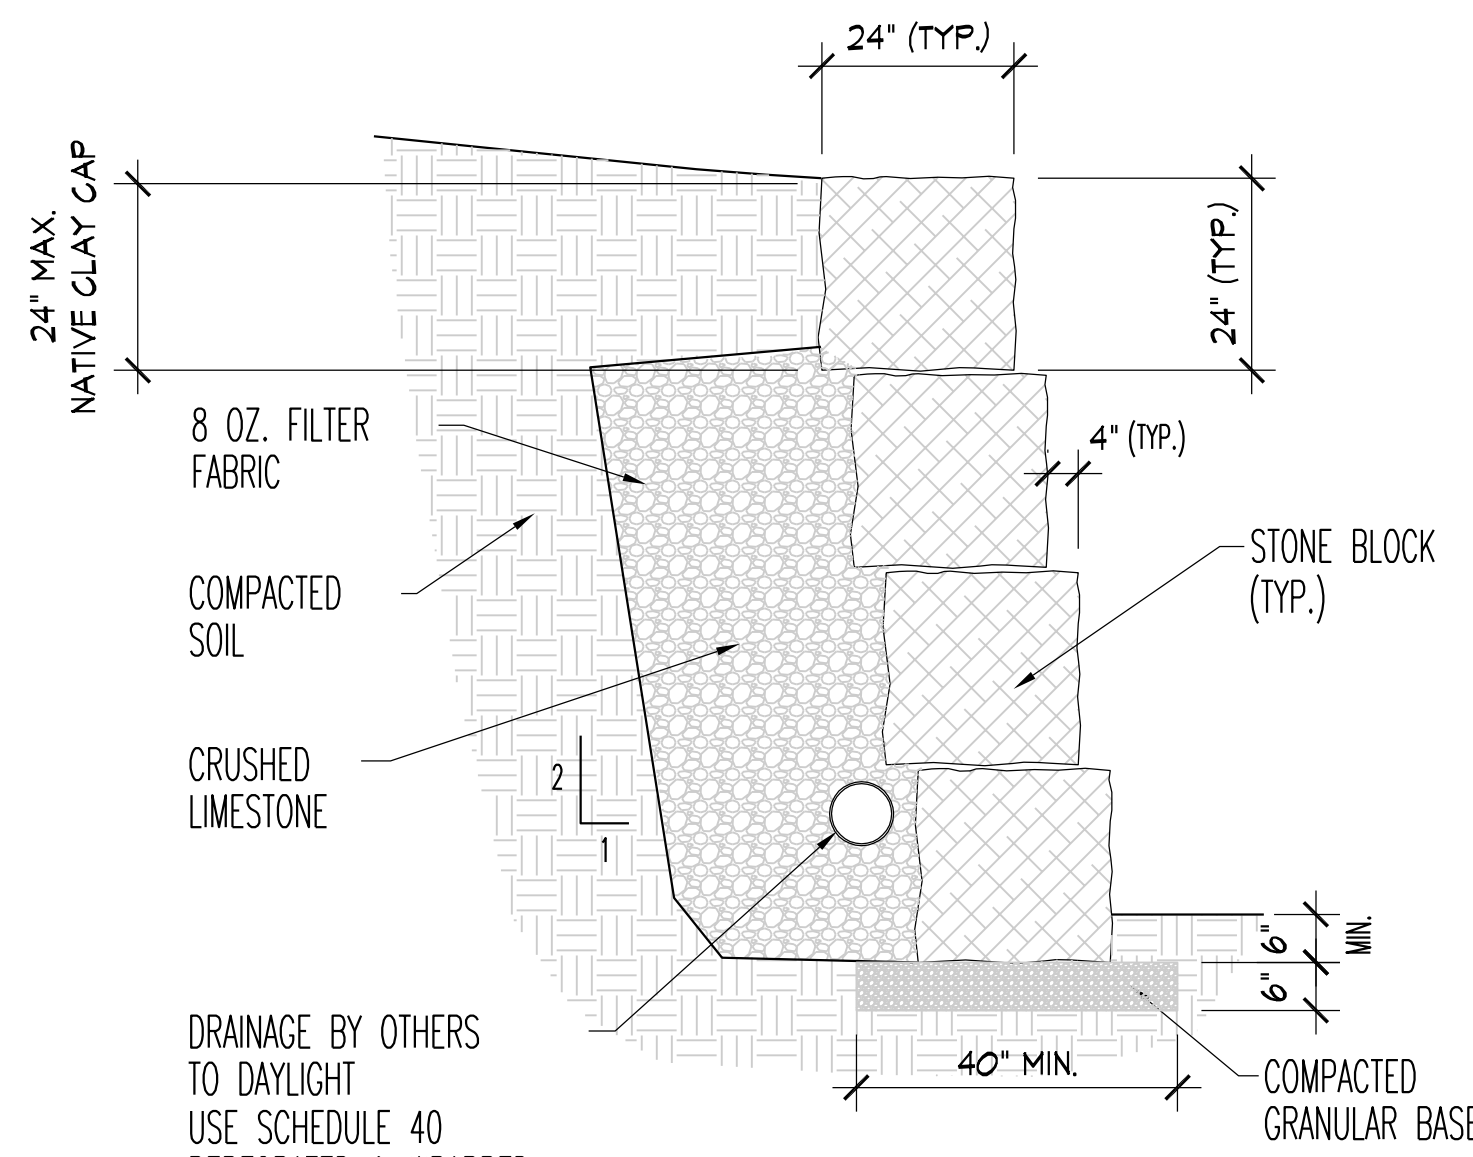 24" (TYP.)
24" MAX.
NATIVE CLAY CAP
24" (TYP.)
8 OZ. FILTER
FABRIC
4" (TYP.)
STONE BLOCK
(TYP.)
COMPACTED
SOIL
CRUSHED
LIMESTONE
2
1
6"
MIN.
6"
DRAINAGE BY OTHERS
TO DAYLIGHT
USE SCHEDULE 40
40" MIN.
COMPACTED
GRANULAR BASE